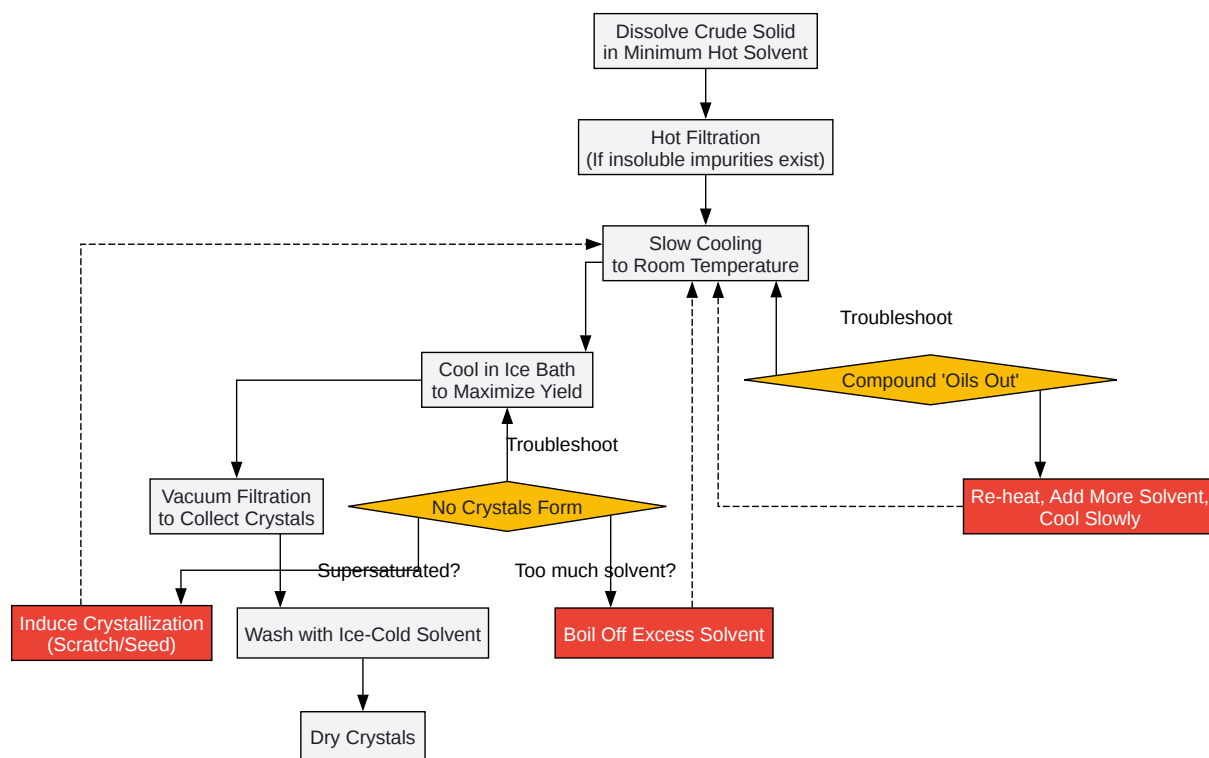 Dissolve Crude Solid
in Minimum Hot Solvent
Hot Filtration
(If insoluble impurities exist)
Slow Cooling
to Room Temperature
Troubleshoot
Cool in Ice Bath
to Maximize Yield
Compound 'Oils Out'
Troubleshoot
Vacuum Filtration
to Collect Crystals
No Crystals Form
Re-heat, Add More Solvent,
Cool Slowly
Supersaturated?
Too much solvent?
Induce Crystallization
(Scratch/Seed)
Wash with Ice-Cold Solvent
Boil Off Excess Solvent
Dry Crystals